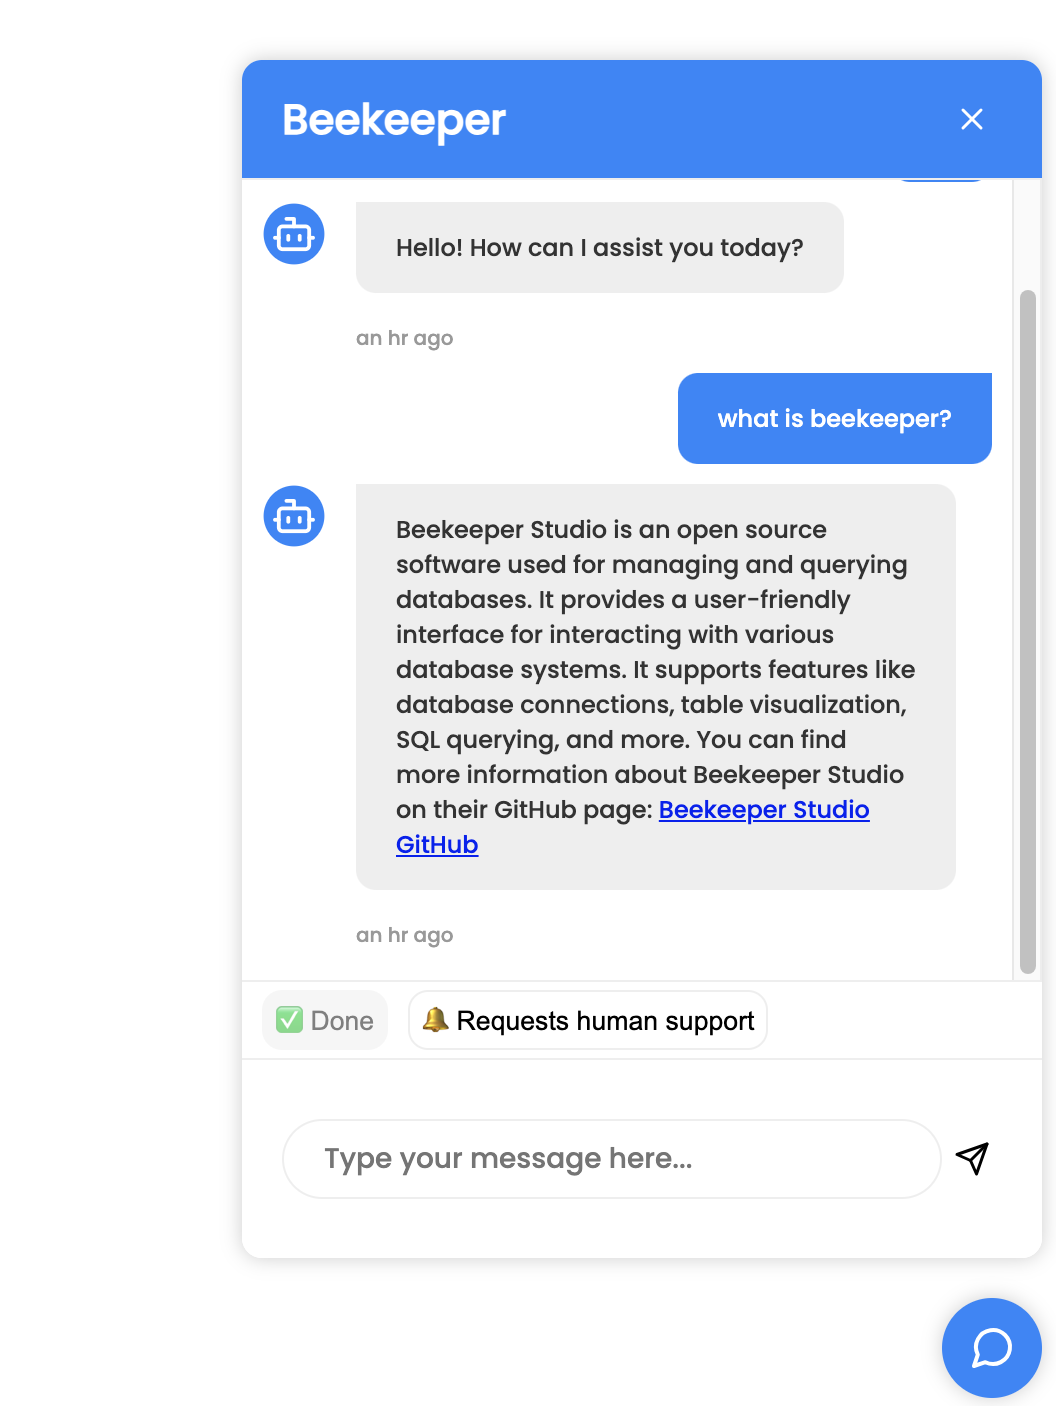 Beekeeper
Hello! How can I assist you today?
an hr ago
what is beekeeper?
Beekeeper Studio is an open source
software used for managing and querying
databases. It provides a user-friendly
interface for interacting with various
database systems. It supports features like
database connections, table visualization,
SQL querying, and more. You can find
more information about Beekeeper Studio
on their GitHub page: Beekeeper Studio
GitHub
an hr ago
✅ Done
🔔 Requests human support
Type your message here...